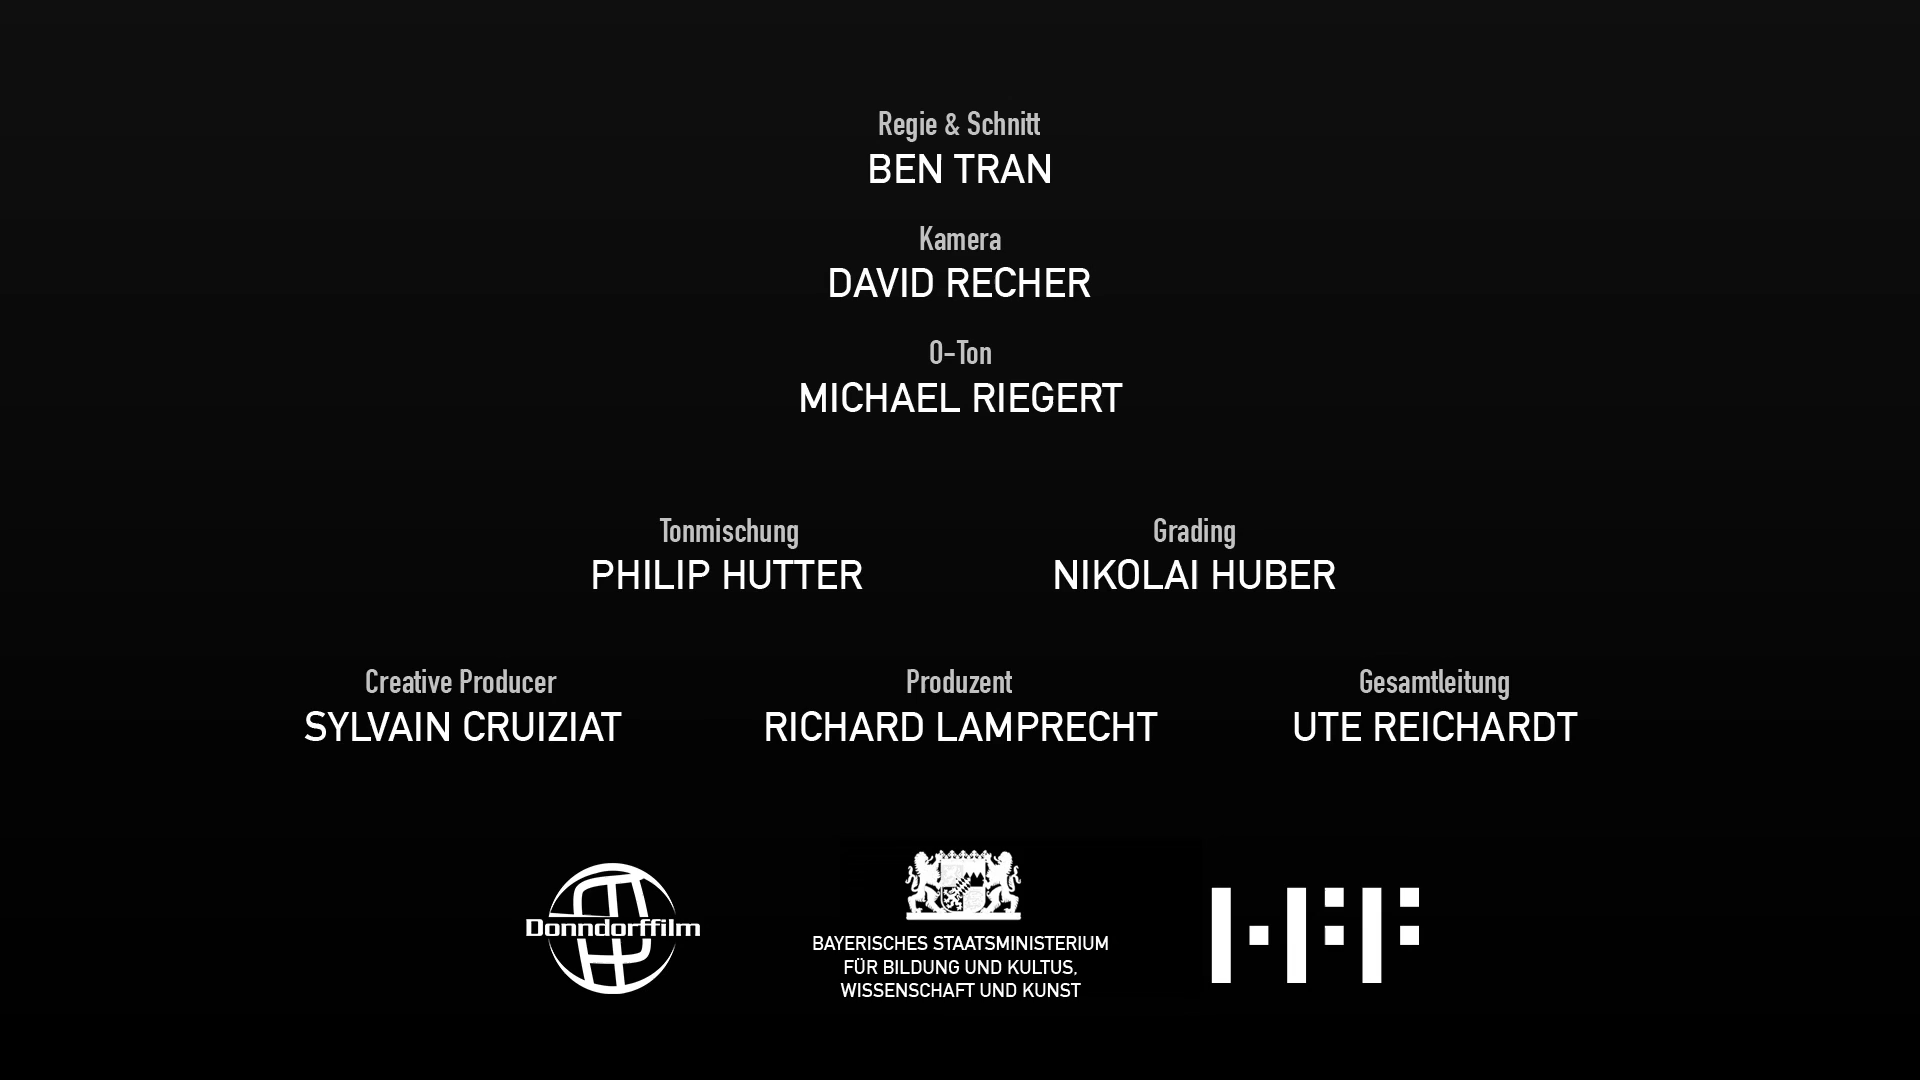 Regie & Schnitt
BEN TRAN
Kamera
DAVID RECHER
O-Ton
MICHAEL RIEGERT
Tonmischung
PHILIP HUTTER
Grading
NIKOLAI HUBER
Creative Producer
SYLVAIN CRUIZIAT
Produzent
RICHARD LAMPRECHT
Gesamtleitung
UTE REICHARDT
Donndorffilm
BAYERISCHES STAATSMINISTERIUM
FÜR BILDUNG UND KULTUS,
WISSENSCHAFT UND KUNST
HFF